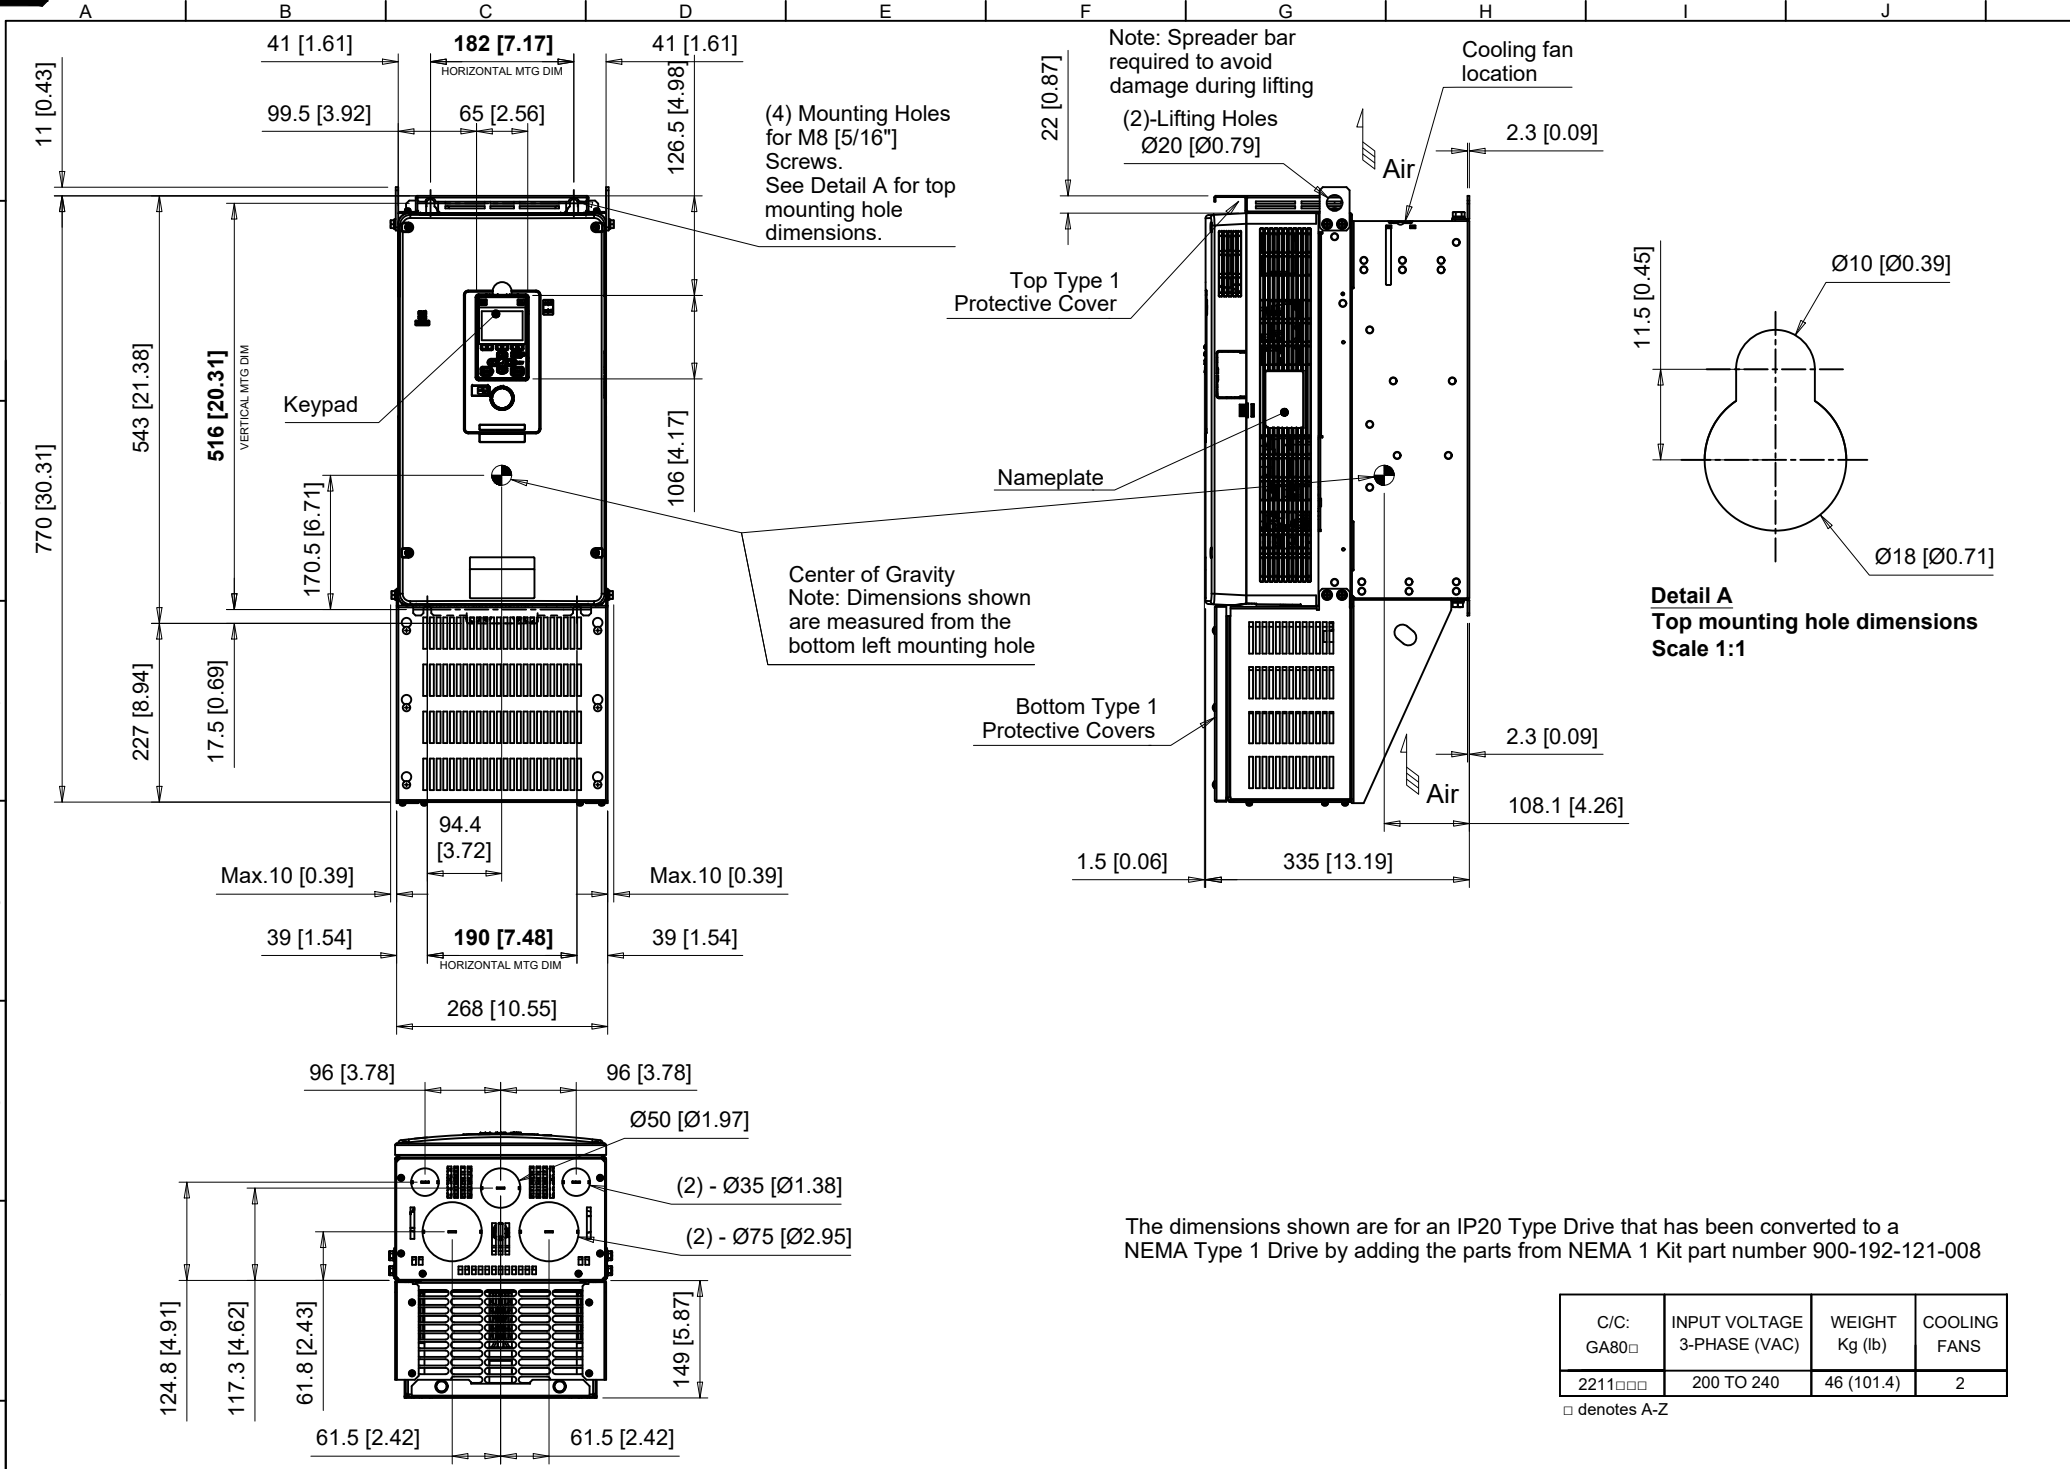 A B C D E F G H I J
41 [1.61]
182 [7.17]
HORIZONTAL MTG DIM
41 [1.61]
11 [0.43]
99.5 [3.92]
65 [2.56]
126.5 [4.98]
(4) Mounting Holes
for M8 [5/16"]
Screws.
See Detail A for top
mounting hole
dimensions.
770 [30.31]
543 [21.38]
516 [20.31]
VERTICAL MTG DIM
Keypad
106 [4.17]
170.5 [6.71]
227 [8.94]
17.5 [0.69]
Center of Gravity
Note: Dimensions shown
are measured from the
bottom left mounting hole
94.4
[3.72]
Max.10 [0.39]
Max.10 [0.39]
39 [1.54]
190 [7.48]
HORIZONTAL MTG DIM
39 [1.54]
268 [10.55]
Note: Spreader bar
required to avoid
damage during lifting
(2)-Lifting Holes
Ø20 [Ø0.79]
22 [0.87]
Cooling fan
location
Air
2.3 [0.09]
Top Type 1
Protective Cover
Nameplate
Bottom Type 1
Protective Covers
2.3 [0.09]
Air
108.1 [4.26]
1.5 [0.06]
335 [13.19]
11.5 [0.45]
Ø10 [Ø0.39]
Ø18 [Ø0.71]
Detail A
Top mounting hole dimensions
Scale 1:1
96 [3.78]
96 [3.78]
Ø50 [Ø1.97]
(2) - Ø35 [Ø1.38]
(2) - Ø75 [Ø2.95]
124.8 [4.91]
117.3 [4.62]
61.8 [2.43]
149 [5.87]
61.5 [2.42]
61.5 [2.42]
The dimensions shown are for an IP20 Type Drive that has been converted to a
NEMA Type 1 Drive by adding the parts from NEMA 1 Kit part number 900-192-121-008
C/C:
GA80□
INPUT VOLTAGE
3-PHASE (VAC)
WEIGHT
Kg (lb)
COOLING
FANS
2211□□□ 200 TO 240 46 (101.4) 2
□ denotes A-Z